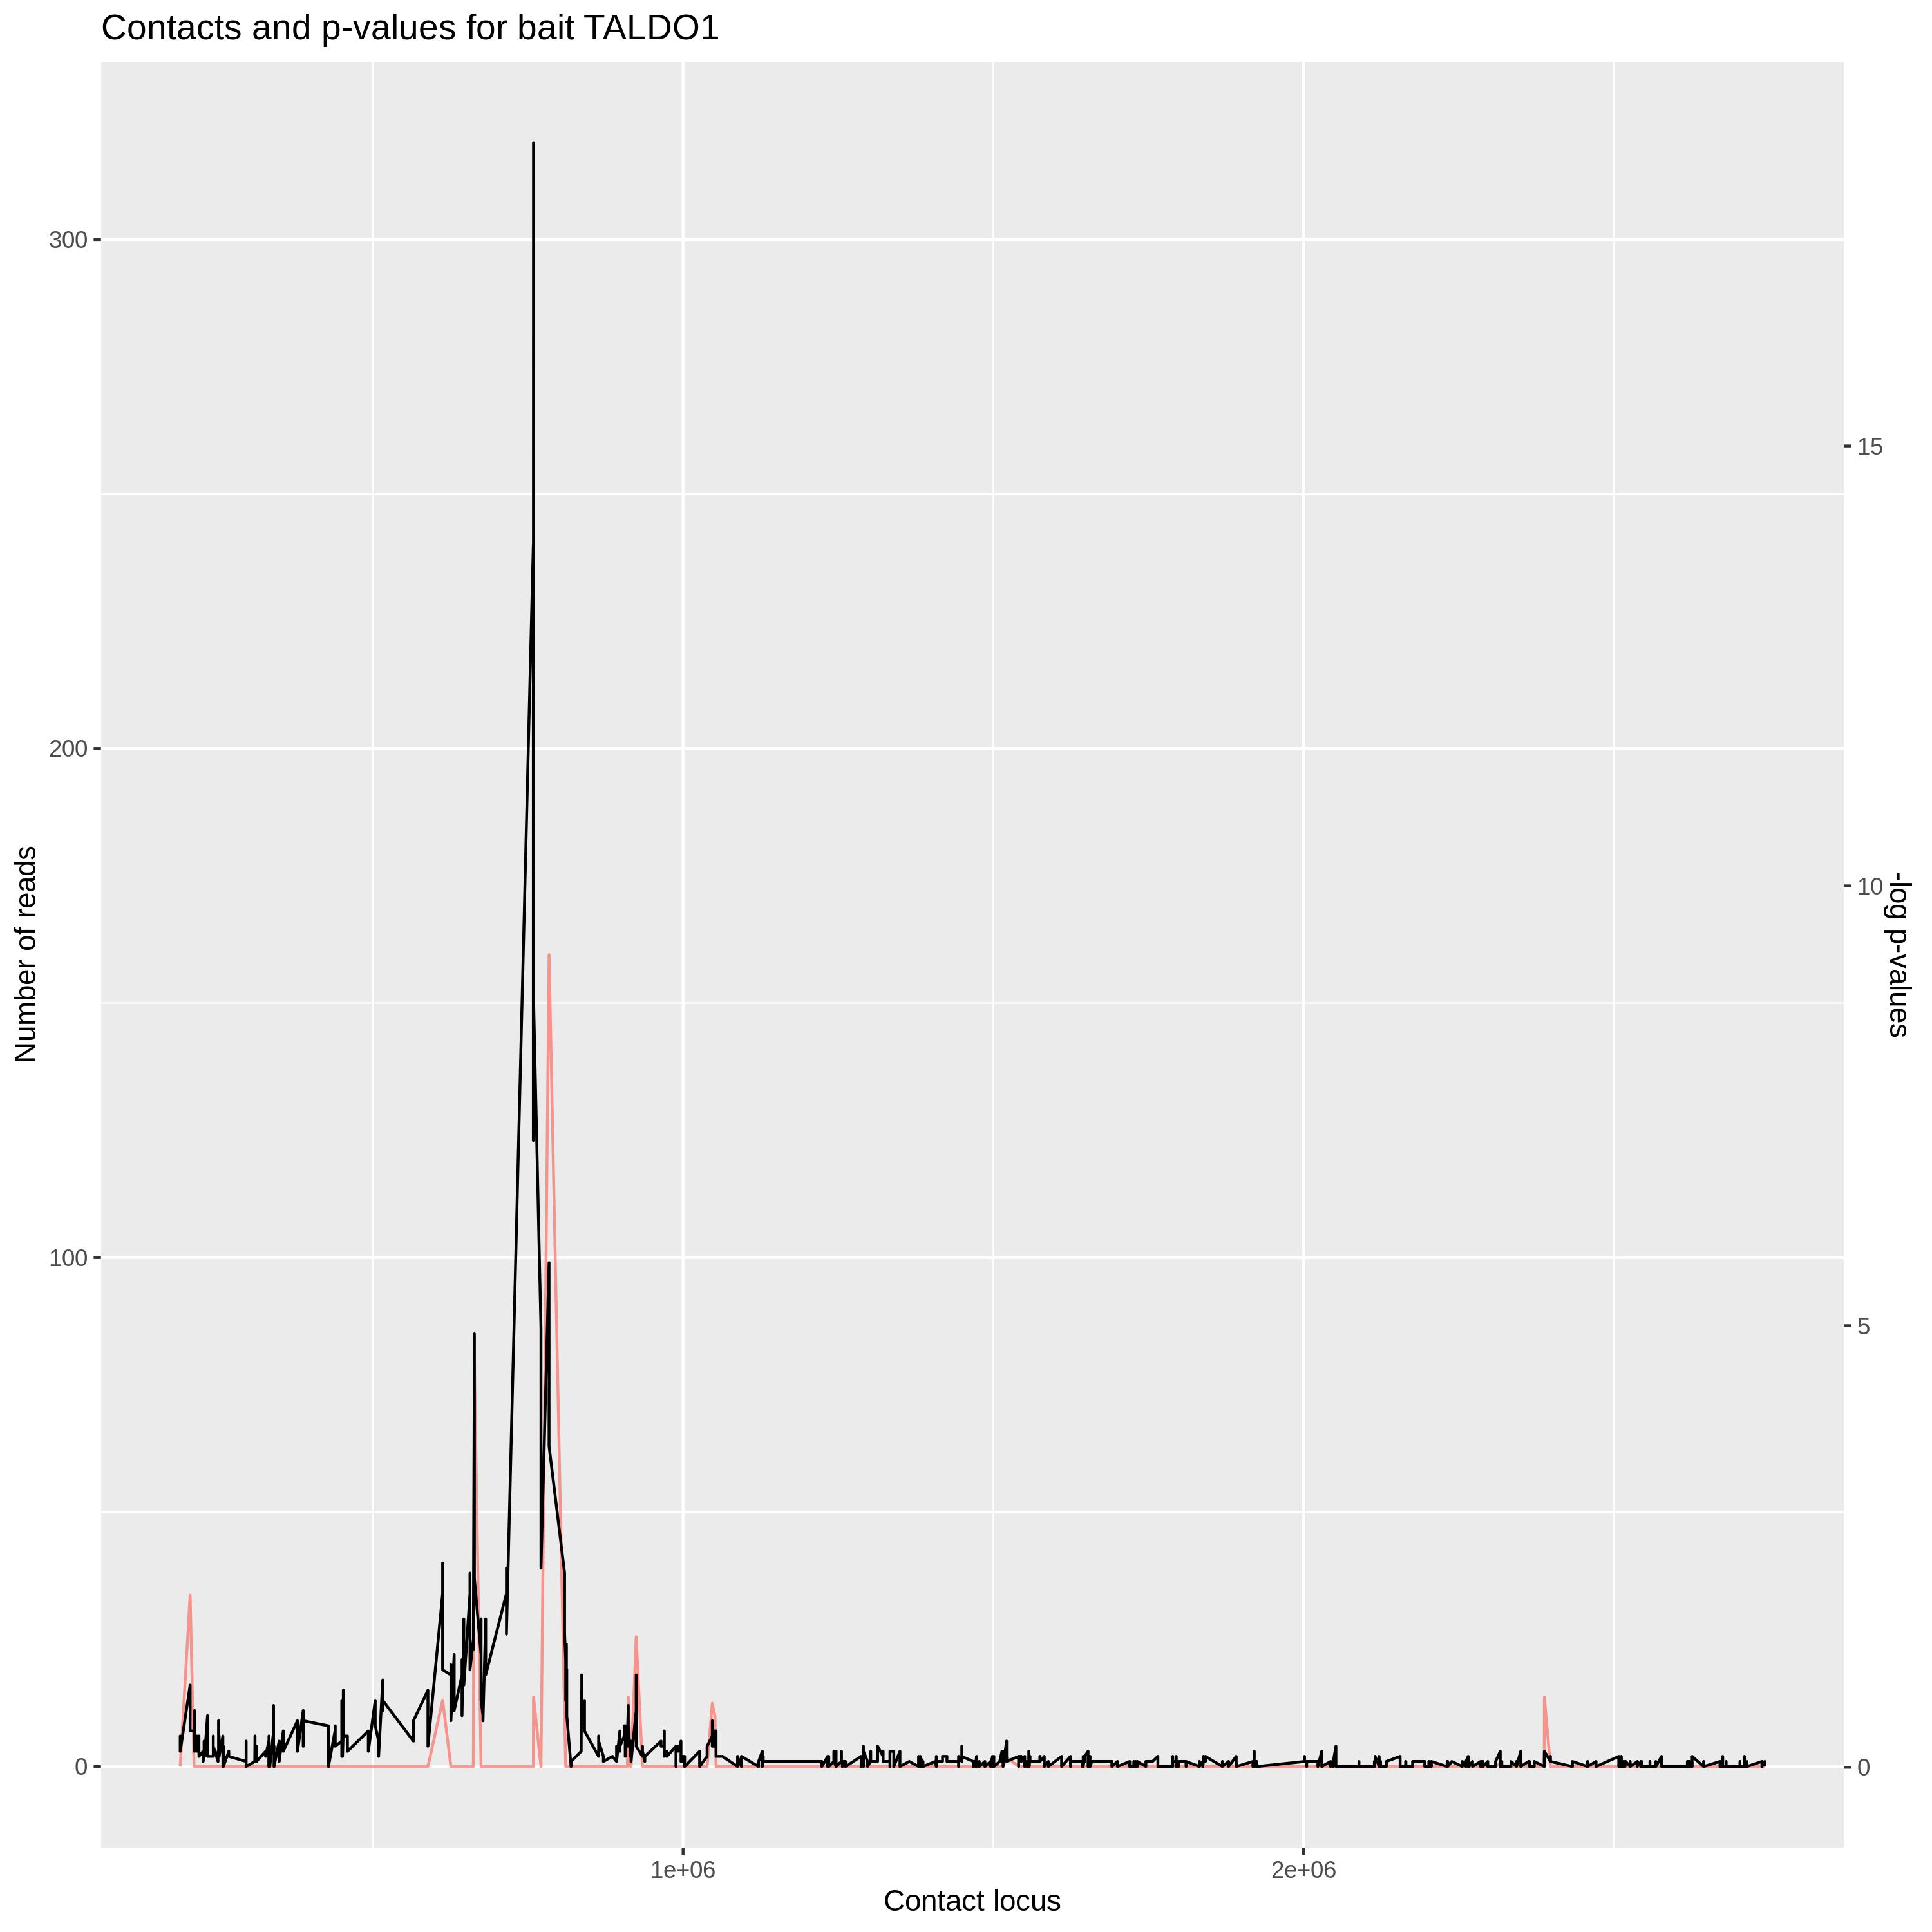 Contacts and p-values for bait TALDO1
300
200
100
0
Number of reads
15
10
5
0
-log p-values
1e+06
2e+06
Contact locus